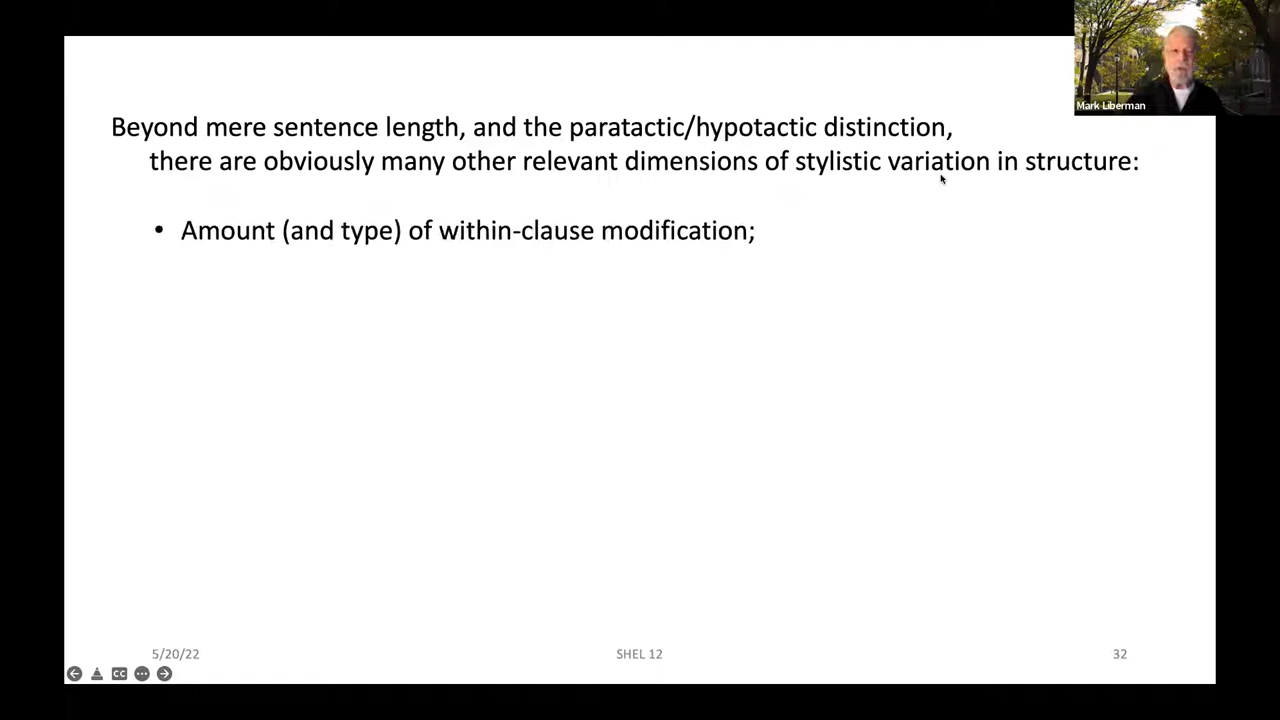 Mark Liberman
Beyond mere sentence length, and the paratactic/hypotactic distinction,
there are obviously many other relevant dimensions of stylistic variation in structure:
• Amount (and type) of within-clause modification;
5/20/22
SHEL 12
32
CC